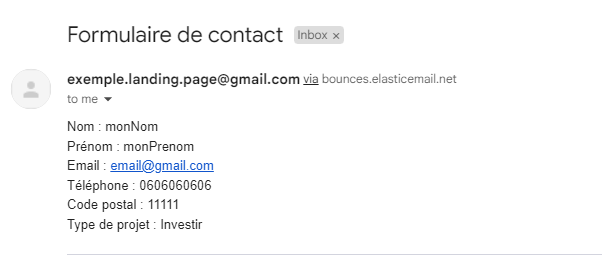 Formulaire de contact Inbox ×
exemple.landing.page@gmail.com via bounces.elasticemail.net
to me
Nom : monNom
Prénom : monPrenom
Email : email@gmail.com
Téléphone : 0606060606
Code postal : 11111
Type de projet : Investir